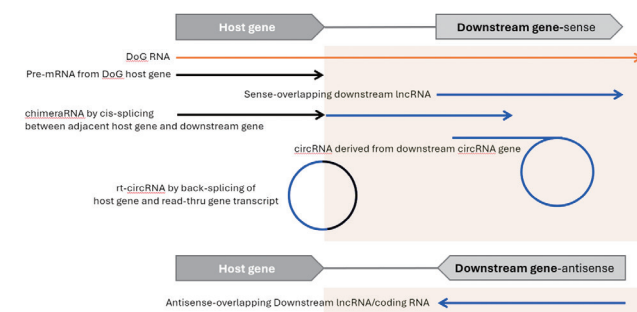 Host gene
Downstream gene-sense
DoG RNA
Pre-mRNA from DoG host gene
Sense-overlapping downstream lncRNA
chimeraRNA by cis-splicing
between adjacent host gene and downstream gene
circRNA derived from downstream circRNA gene
rt-circRNA by back-splicing of
host gene and read-thru gene transcript
Host gene
Downstream gene-antisense
Antisense-overlapping Downstream lncRNA/coding RNA